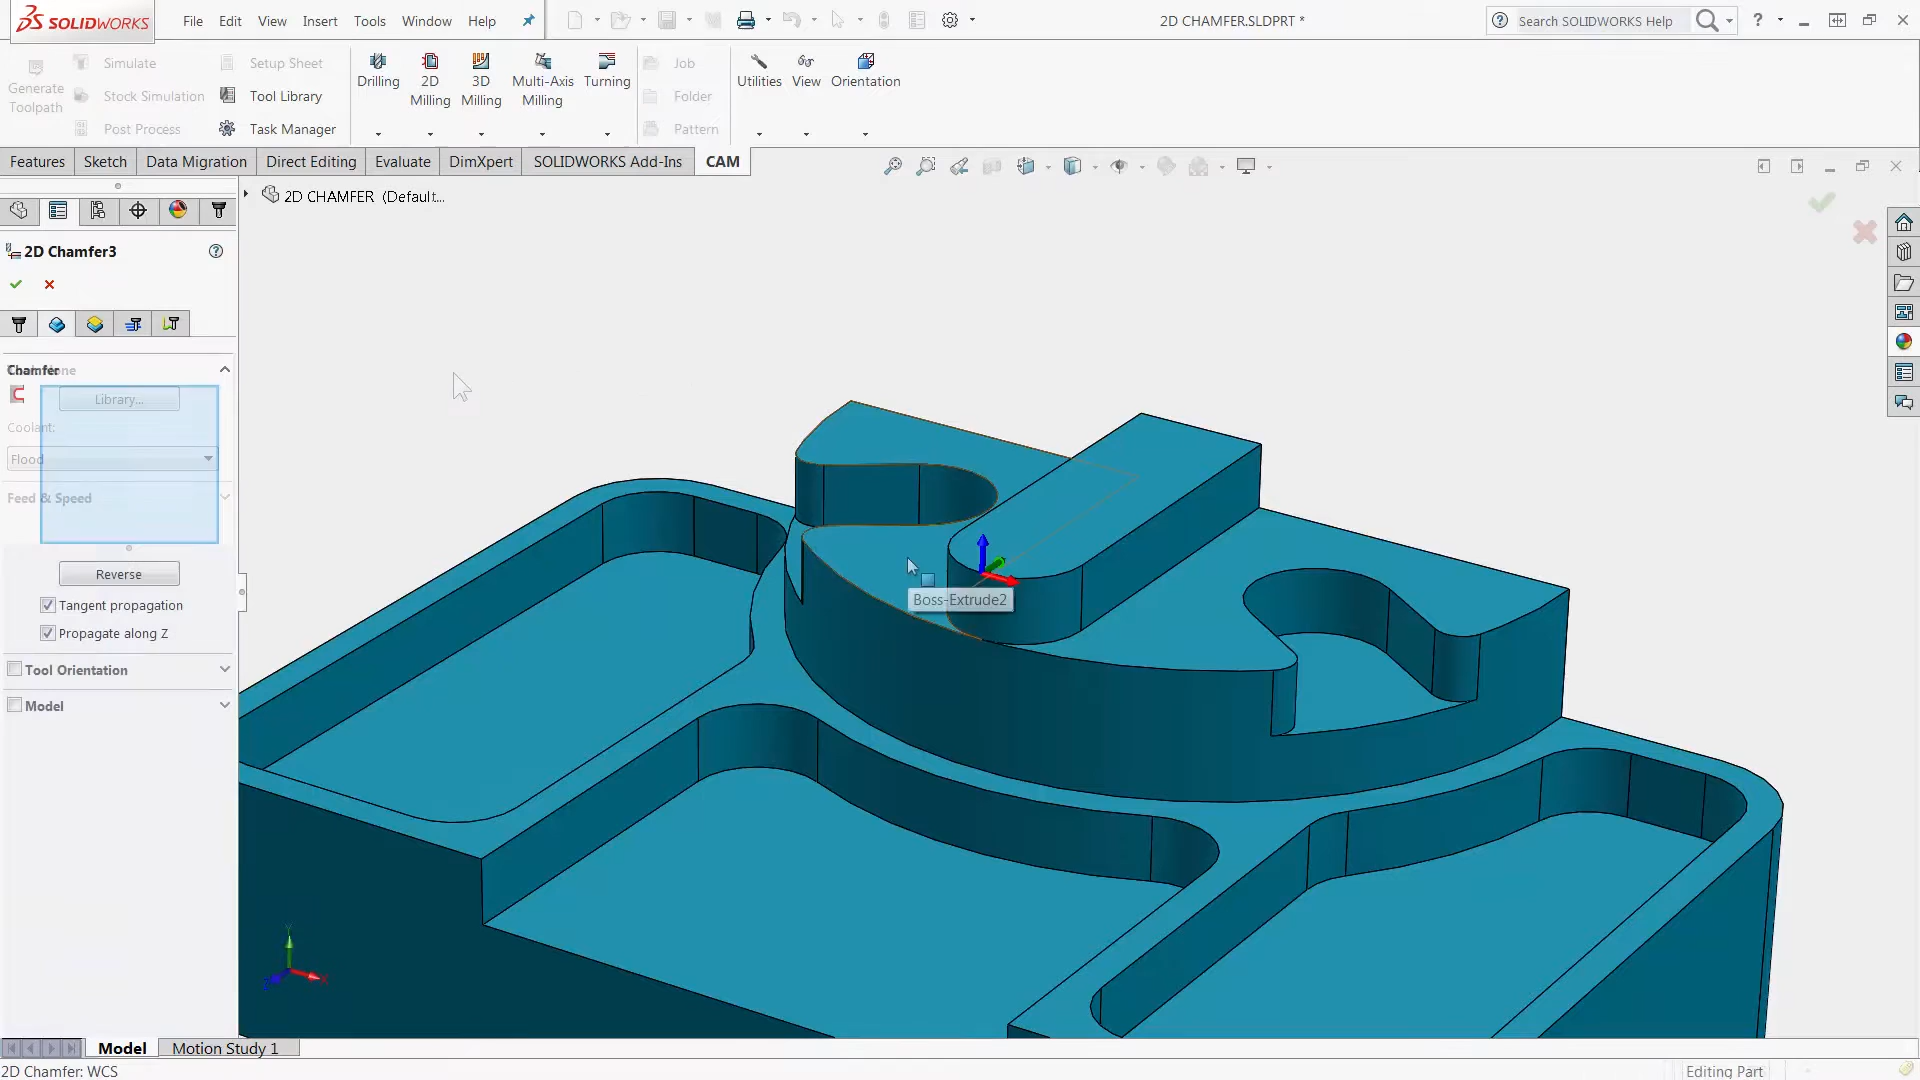 SOLIDWORKS
File Edit View Insert Tools Window Help
2D CHAMFER.SLDPRT *
Search SOLIDWORKS Help
Generate Toolpath
Simulate
Stock Simulation
Post Process
Setup Sheet
Tool Library
Task Manager
Drilling
2D Milling
3D Milling
Multi-Axis Milling
Turning
Job
Folder
Pattern
Utilities
View
Orientation
Features Sketch Data Migration Direct Editing Evaluate DimXpert SOLIDWORKS Add-Ins CAM
2D CHAMFER (Default...
2D Chamfer3
Chamfer
Library...
Coolant:
Flood
Feed & Speed
Reverse
Tangent propagation
Propagate along Z
Tool Orientation
Model
Boss-Extrude2
Y
X
Z
Model Motion Study 1
2D Chamfer: WCS
Editing Part